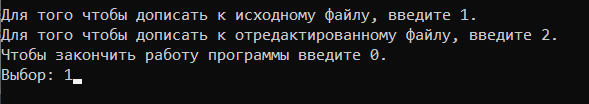 Для того чтобы дописать к исходному файлу, введите 1.
Для того чтобы дописать к отредактированному файлу, введите 2.
Чтобы закончить работу программы введите 0.
Выбор: 1